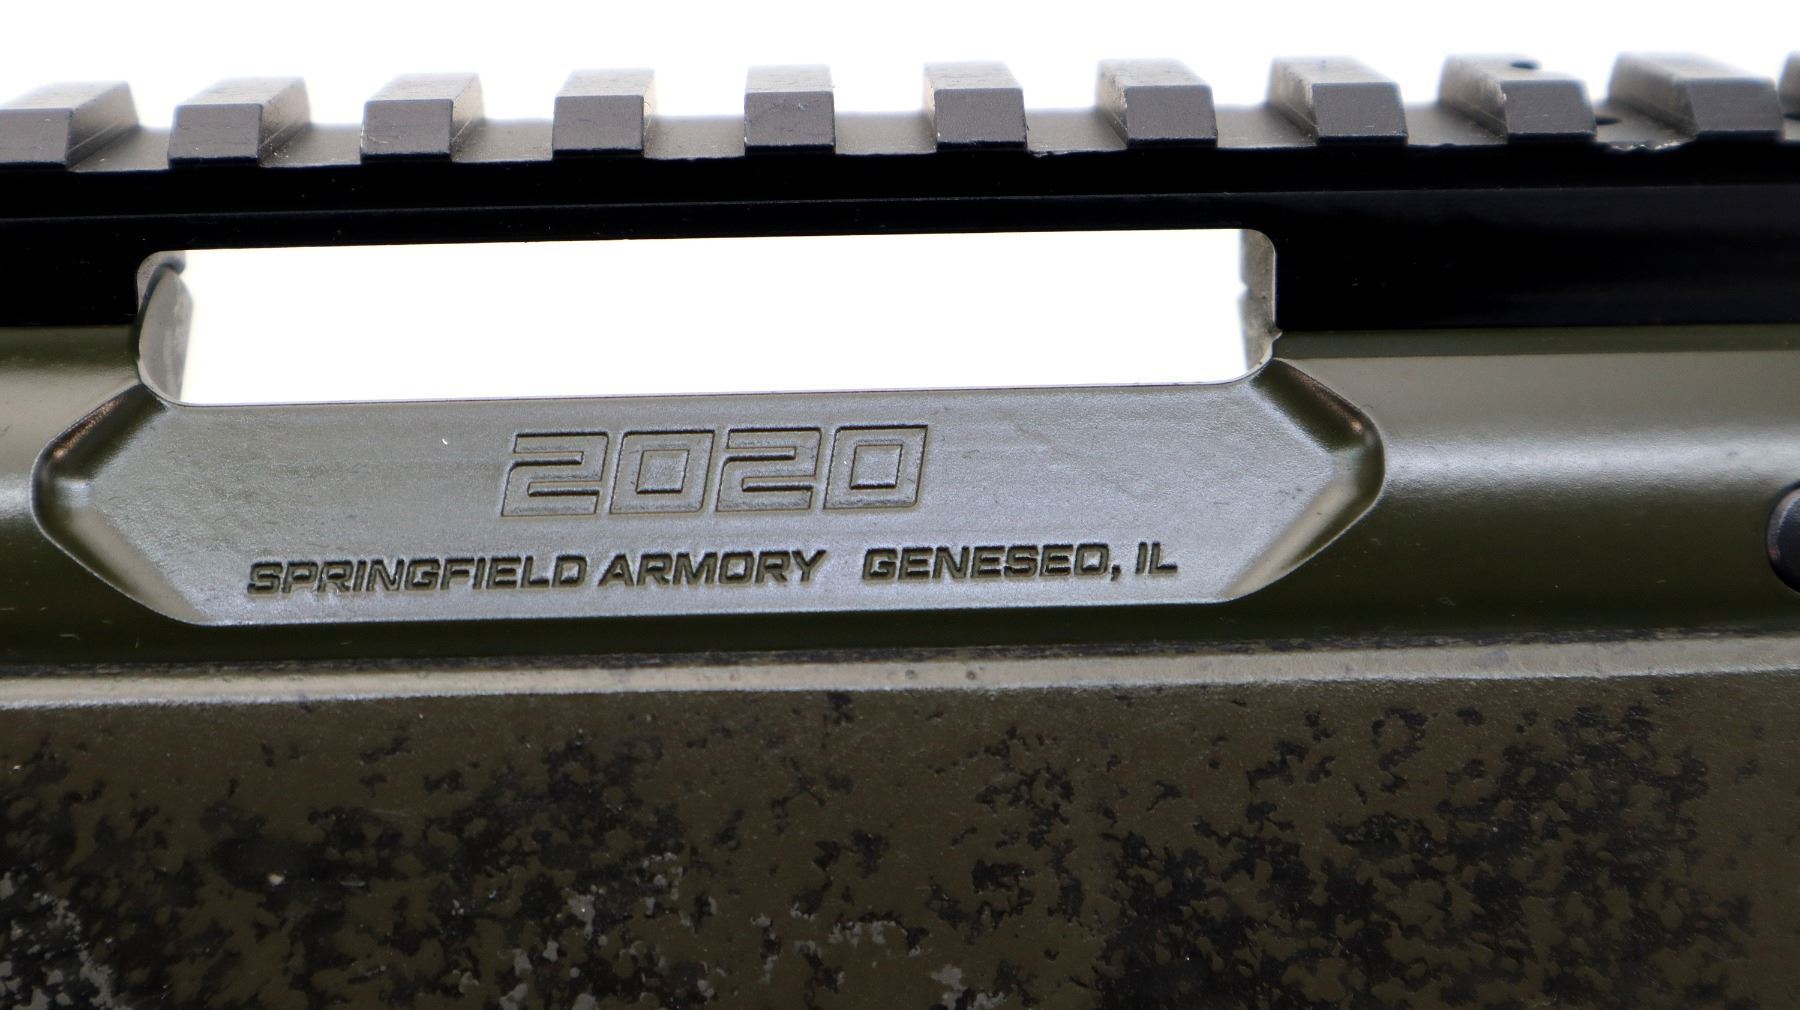 2020
SPRINGFIELD ARMORY GENESEO, IL